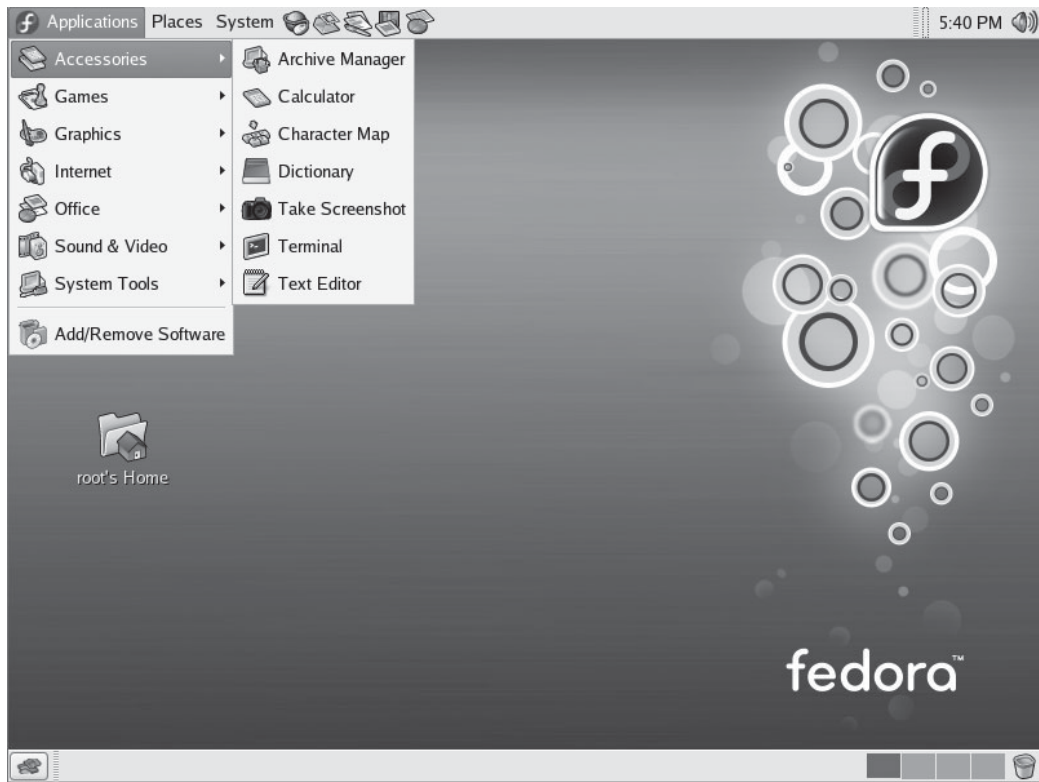 Applications Places System 5:40 PM
Accessories
Games
Graphics
Internet
Office
Sound & Video
System Tools
Add/Remove Software
Archive Manager
Calculator
Character Map
Dictionary
Take Screenshot
Terminal
Text Editor
root's Home
fedora™